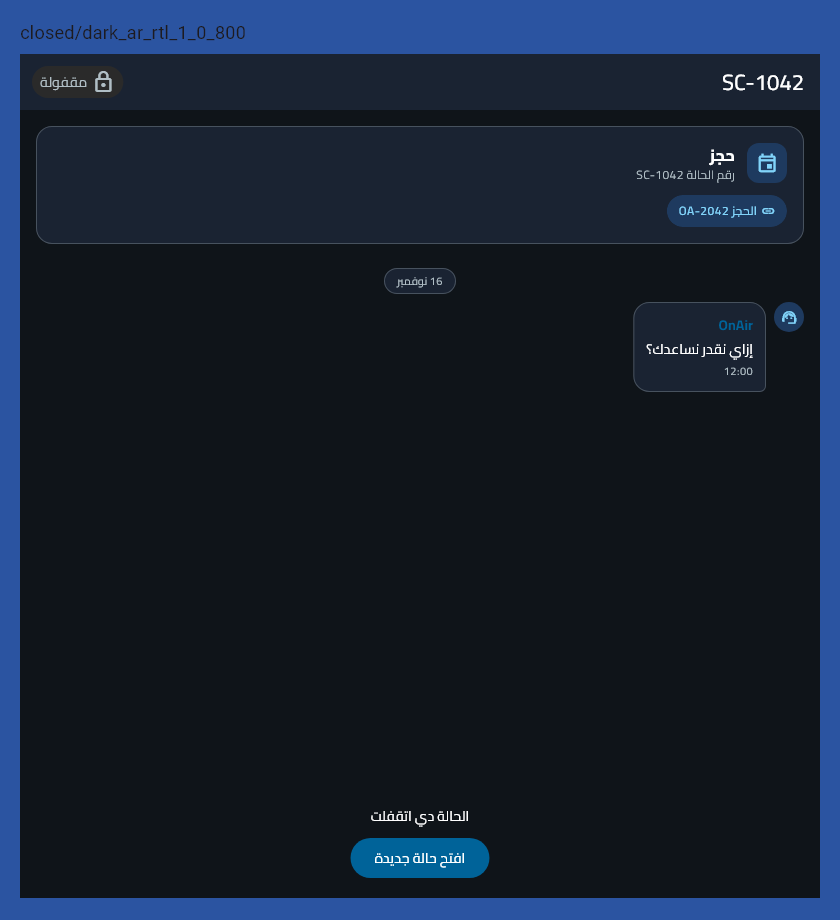 closed/dark_ar_rtl_1_0_800
SC-1042
مقفولة
حجز
رقم الحالة SC-1042
الحجز OA-2042
16 نوفمبر
OnAir
إزاي نقدر نساعدك؟
12:00
الحالة دي اتقفلت
افتح حالة جديدة